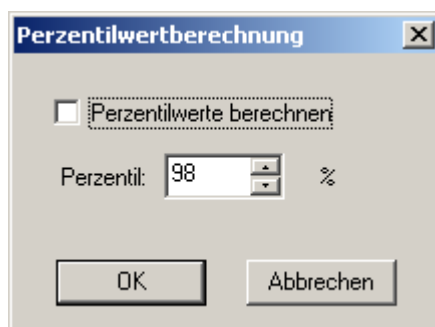 Perzentilwertberechnung
Perzentilwerte berechnen
Perzentil: 98 %
OK Abbrechen